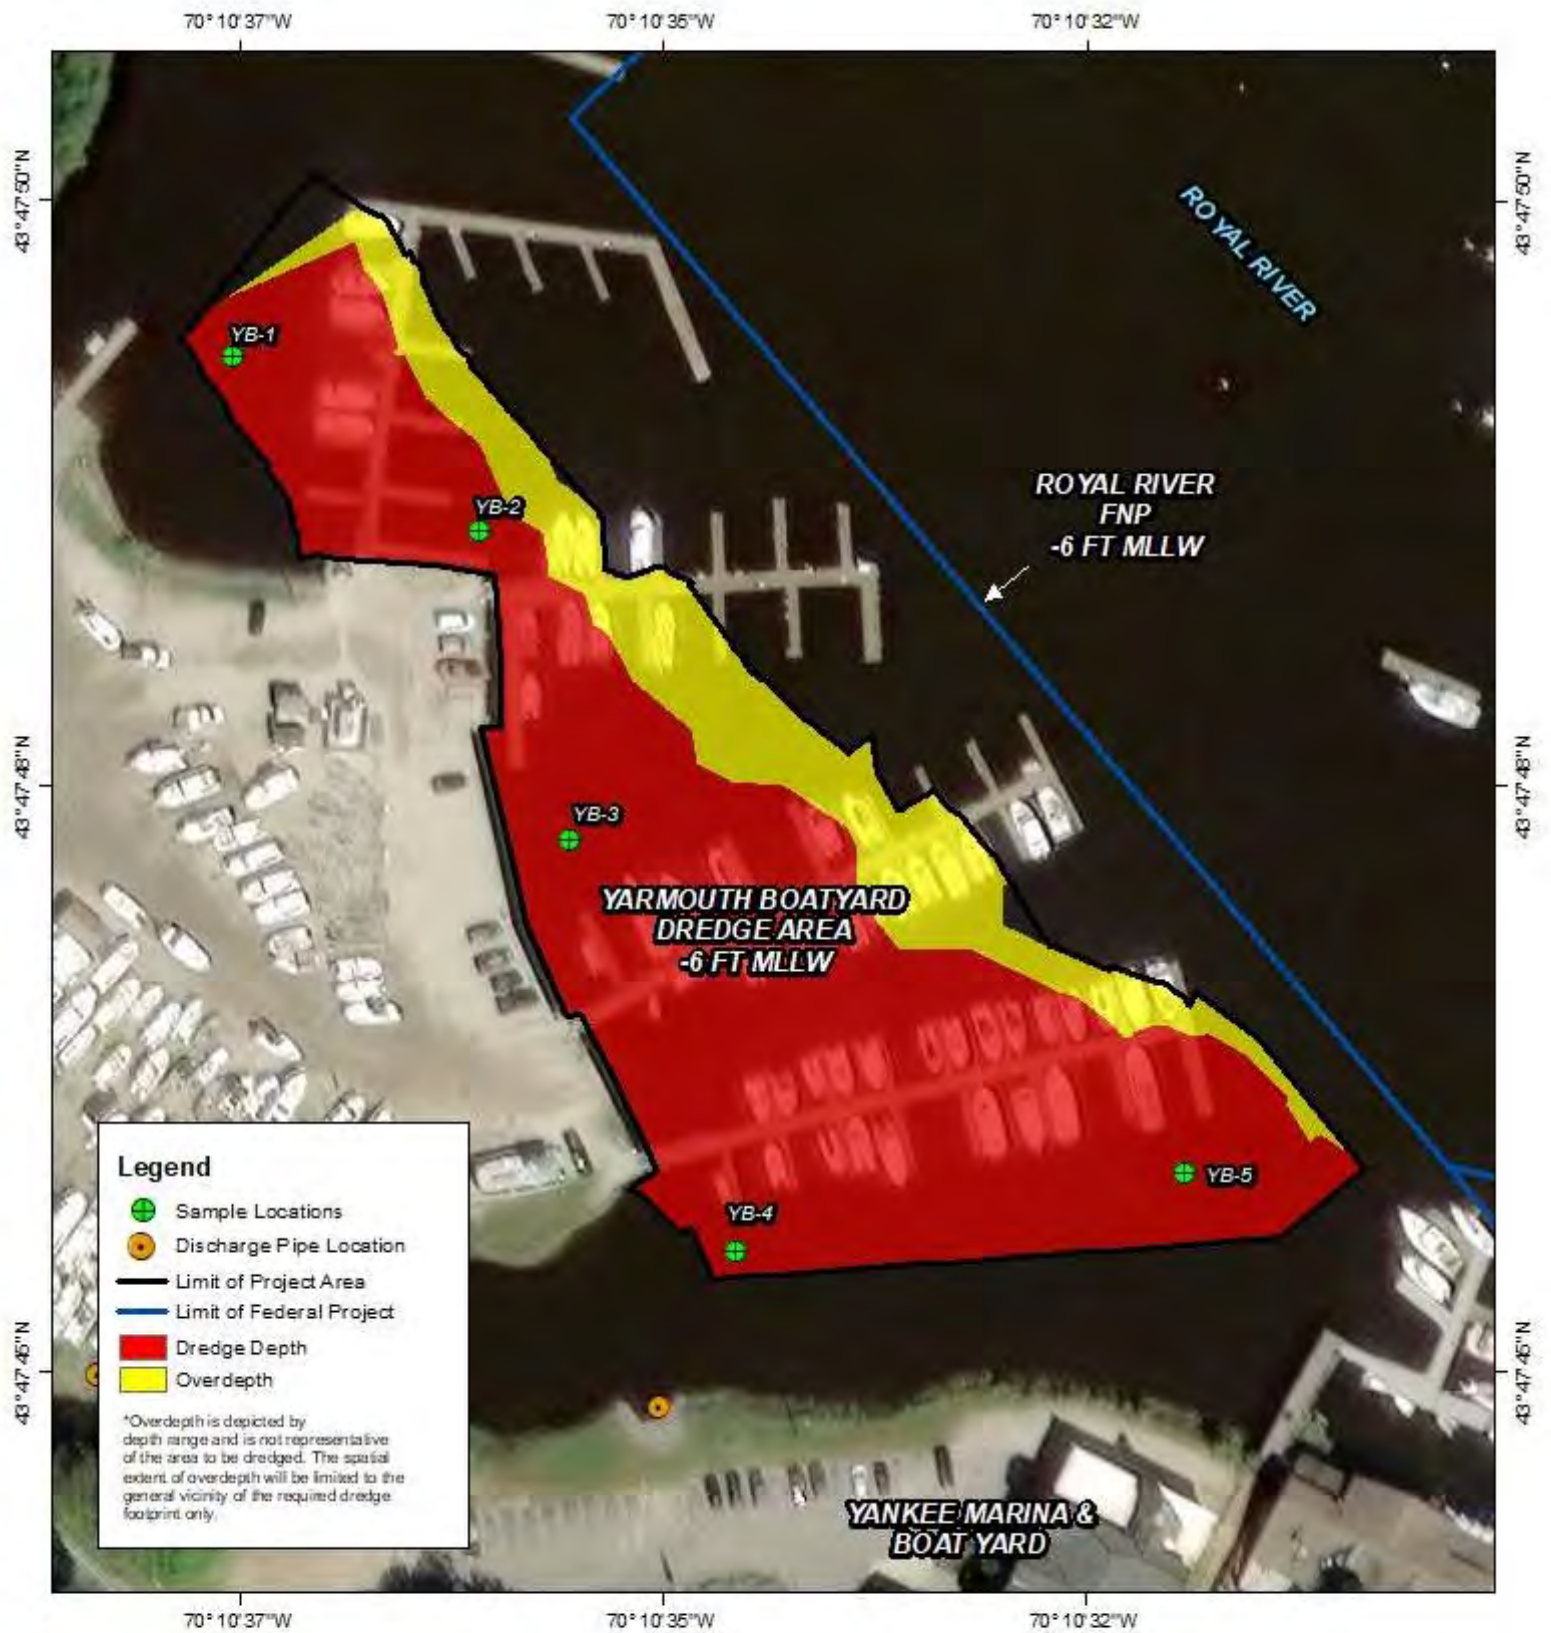 70° 10'37"W
70° 10'35"W
70° 10'32"W
43°47'50"N
43°47'50"N
ROYAL RIVER
YB-1
ROYAL RIVER
FNP
-6 FT MLLW
YB-2
43°47'48"N
43°47'48"N
YB-3
YARMOUTH BOATYARD
DREDGE AREA
-6 FT MLLW
YB-5
YB-4
Legend
Sample Locations
Discharge Pipe Location
Limit of Project Area
Limit of Federal Project
Dredge Depth
Overdepth
*Overdepth is depicted by
depth range and is not representative
of the area to be dredged. The spatial
extent of overdepth will be limited to the
general vicinity of the required dredge
footprint only.
43°47'45"N
43°47'45"N
YANKEE MARINA &
BOAT YARD
70° 10'37"W
70° 10'35"W
70° 10'32"W